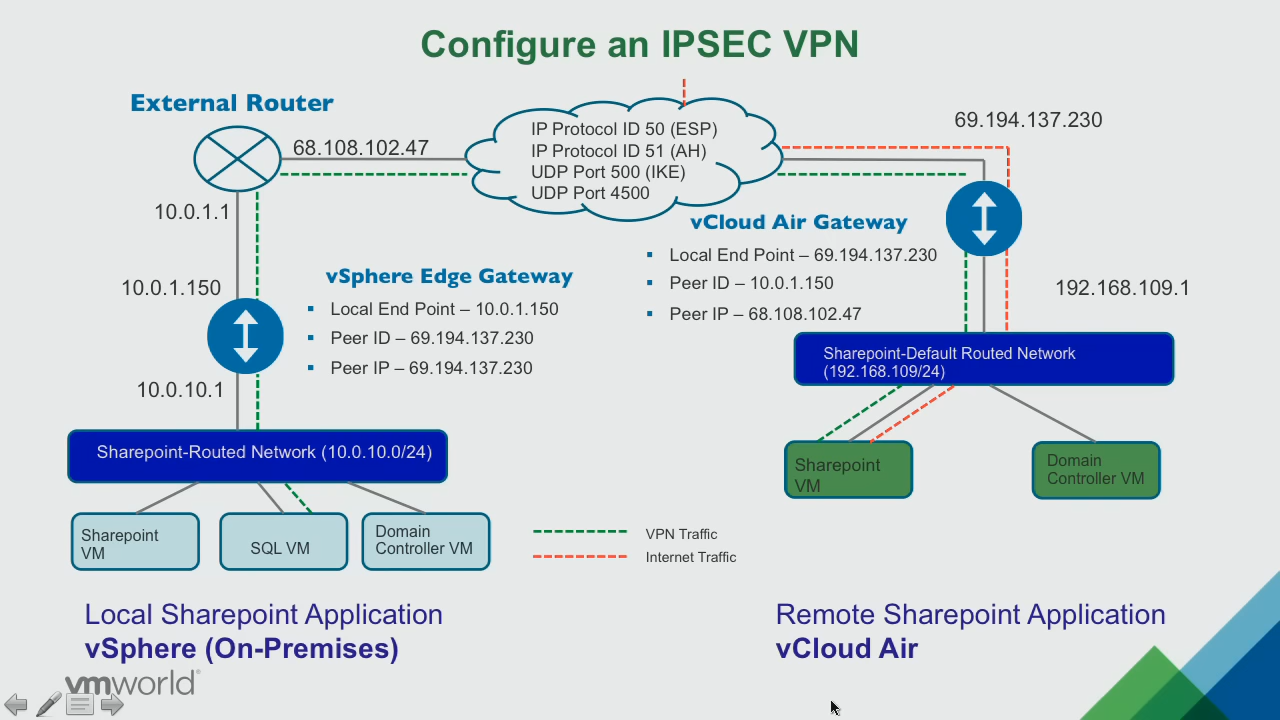 Configure an IPSEC VPN
External Router
68.108.102.47
IP Protocol ID 50 (ESP)
IP Protocol ID 51 (AH)
UDP Port 500 (IKE)
UDP Port 4500
69.194.137.230
10.0.1.1
10.0.1.150
10.0.10.1
vSphere Edge Gateway
Local End Point – 10.0.1.150
Peer ID – 69.194.137.230
Peer IP – 69.194.137.230
vCloud Air Gateway
Local End Point – 69.194.137.230
Peer ID – 10.0.1.150
Peer IP – 68.108.102.47
192.168.109.1
Sharepoint-Default Routed Network
(192.168.109/24)
Sharepoint
VM
Domain
Controller VM
Sharepoint-Routed Network (10.0.10.0/24)
Sharepoint
VM
SQL VM
Domain
Controller VM
VPN Traffic
Internet Traffic
Local Sharepoint Application
vSphere (On-Premises)
Remote Sharepoint Application
vCloud Air
vmworld®